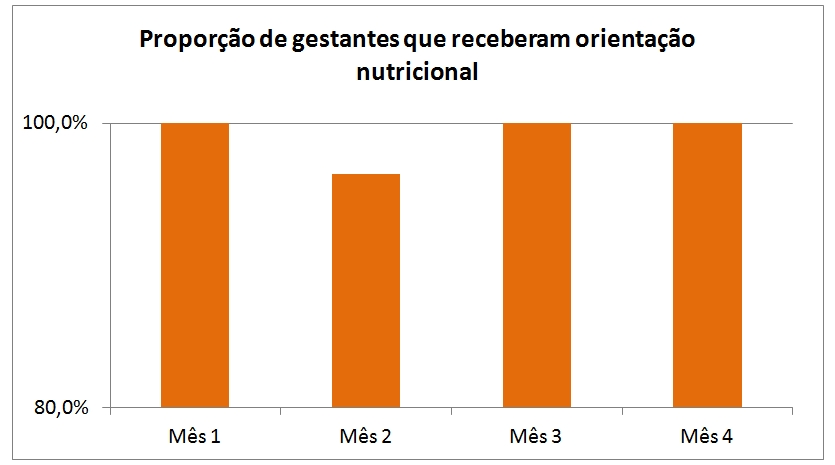 Proporção de gestantes que receberam orientação
nutricional
100,0%
80,0%
Mês 1 Mês 2 Mês 3 Mês 4